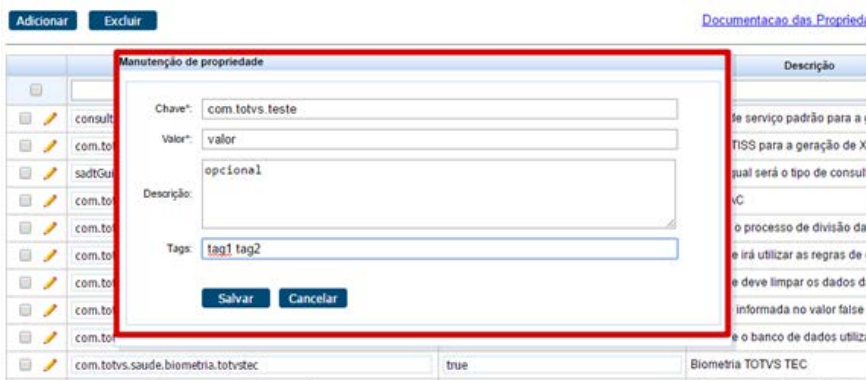 Adicionar Excluir Documentacao das Proprieda
Manutenção de propriedade Descrição
Chave*: com.totvs.teste
consult de serviço padrão para a g
Valor*: valor
com.tot TISS para a geração de X
opcional
sadtGui qual será o tipo de consul
Descrição:
com.tot AC
com.tot o processo de divisão da
Tags: tag1 tag2
com.tot e irá utilizar as regras de
com.tot e deve limpar os dados d
Salvar Cancelar
com.tot informada no valor false
com.tot e o banco de dados utiliz
com.totvs.saude.biometria.totvstec true Biometria TOTVS TEC